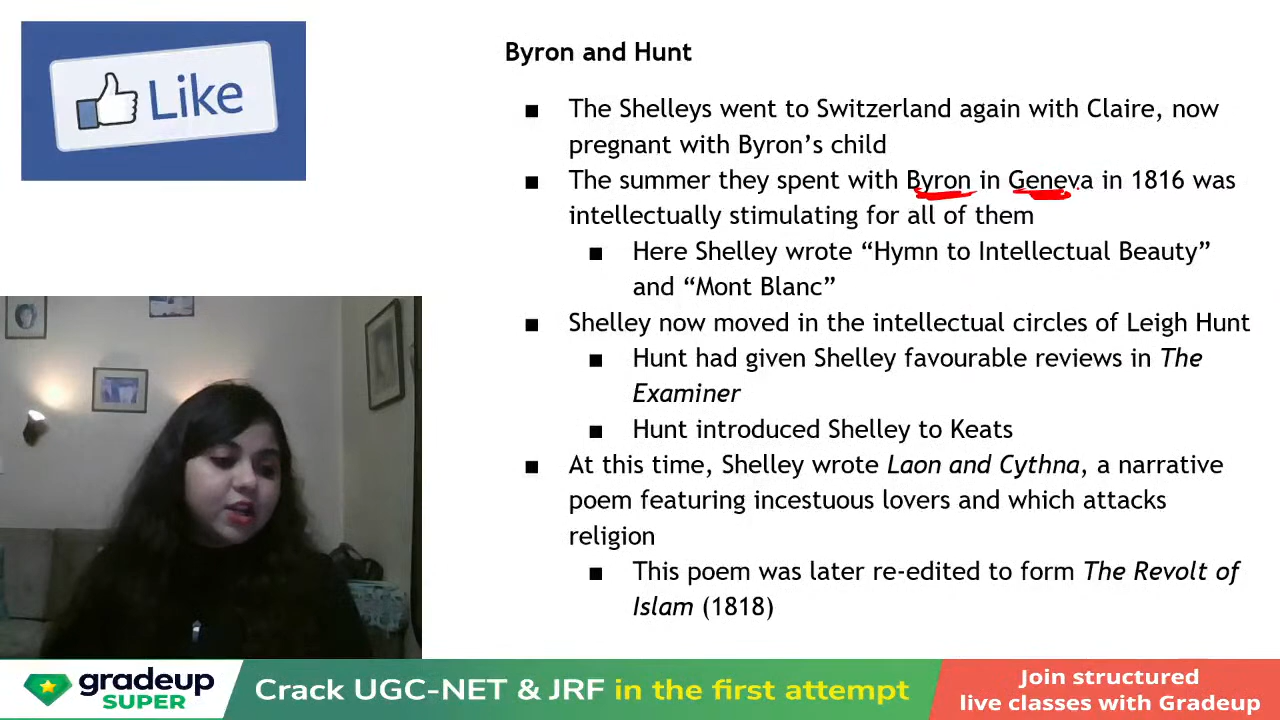 Like
Byron and Hunt
■ The Shelleys went to Switzerland again with Claire, now
pregnant with Byron’s child
■ The summer they spent with Byron in Geneva in 1816 was
intellectually stimulating for all of them
■ Here Shelley wrote “Hymn to Intellectual Beauty”
and “Mont Blanc”
■ Shelley now moved in the intellectual circles of Leigh Hunt
■ Hunt had given Shelley favourable reviews in The
Examiner
■ Hunt introduced Shelley to Keats
■ At this time, Shelley wrote Laon and Cythna, a narrative
poem featuring incestuous lovers and which attacks
religion
■ This poem was later re-edited to form The Revolt of
Islam (1818)
gradeup
SUPER
Crack UGC-NET & JRF in the first attempt
Join structured
live classes with Gradeup